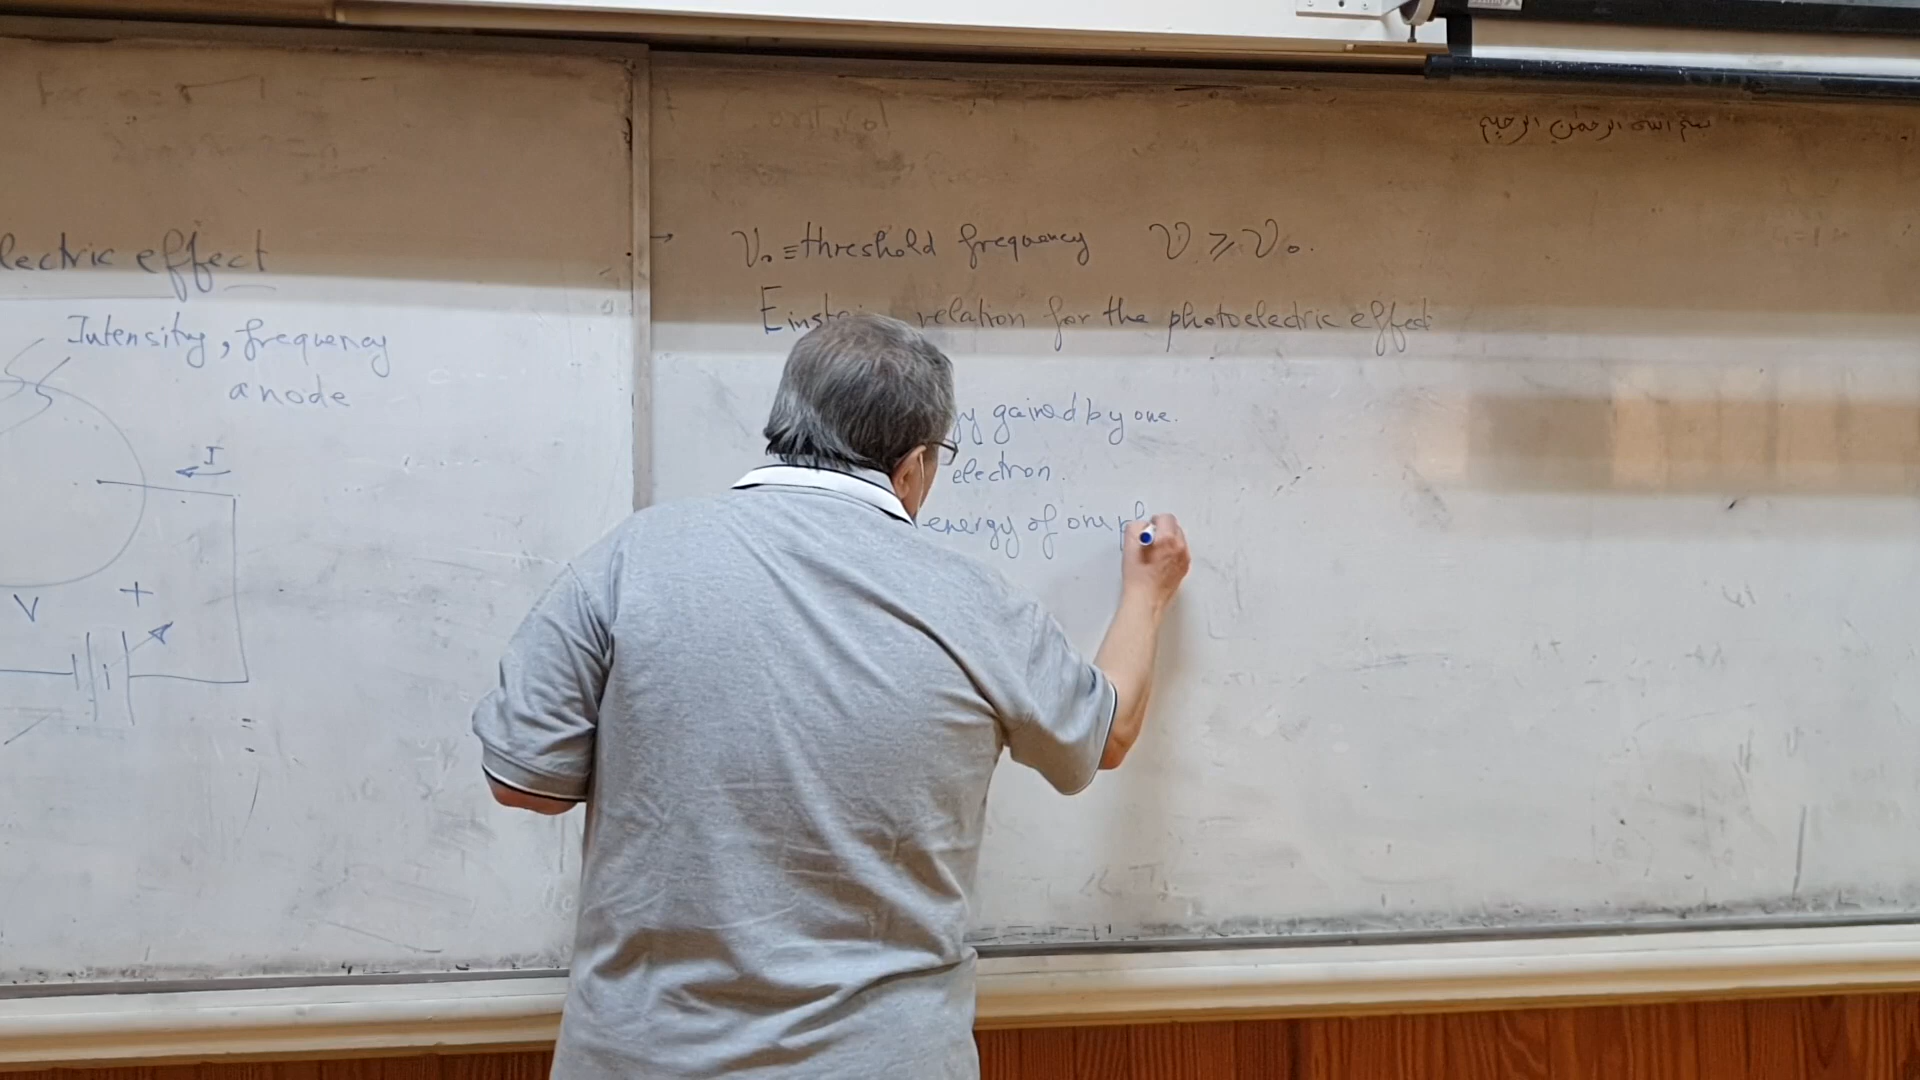 بسم الله الرحمن الرحيم
lectric effect
Intensity, frequency
anode
I
V +
→ ν₀ ≡ threshold frequency ν ⩾ ν₀.
relation for the photoelectric effect
gained by one.
electron.
energy of one